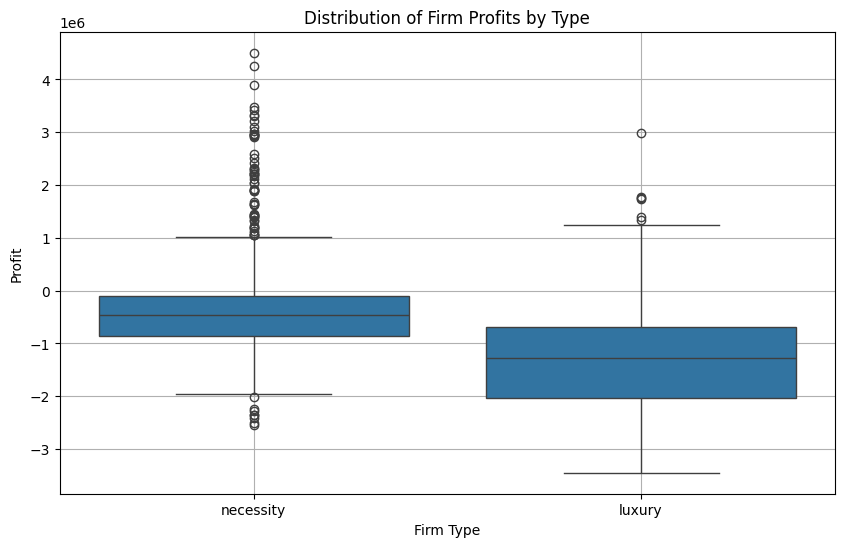 Distribution of Firm Profits by Type
1e6
4
3
2
1
0
−1
−2
−3
Profit
necessity
luxury
Firm Type